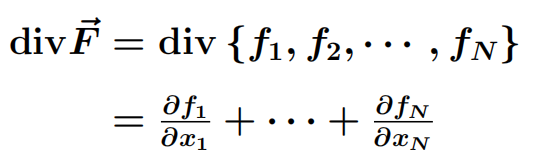 div F⃗ = div {f₁, f₂, ⋯ , f_N}
= ∂f₁/∂x₁ + ⋯ + ∂f_N/∂x_N